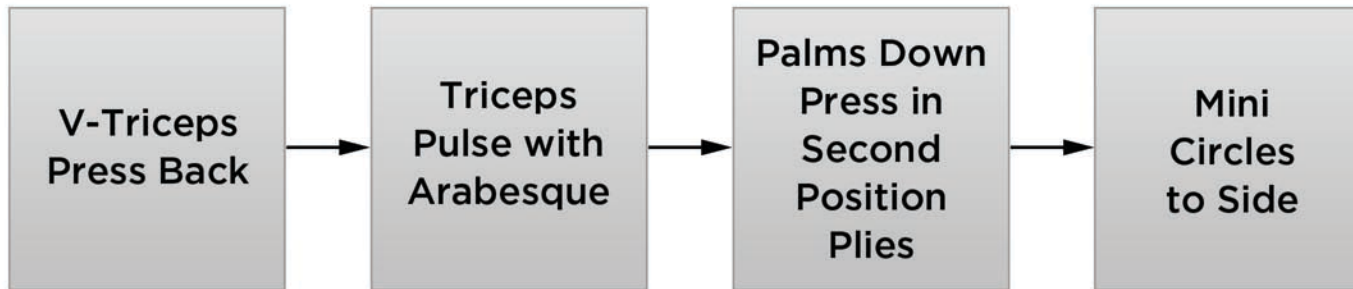 V-Triceps
Press Back
Triceps
Pulse with
Arabesque
Palms Down
Press in
Second
Position
Plies
Mini
Circles
to Side